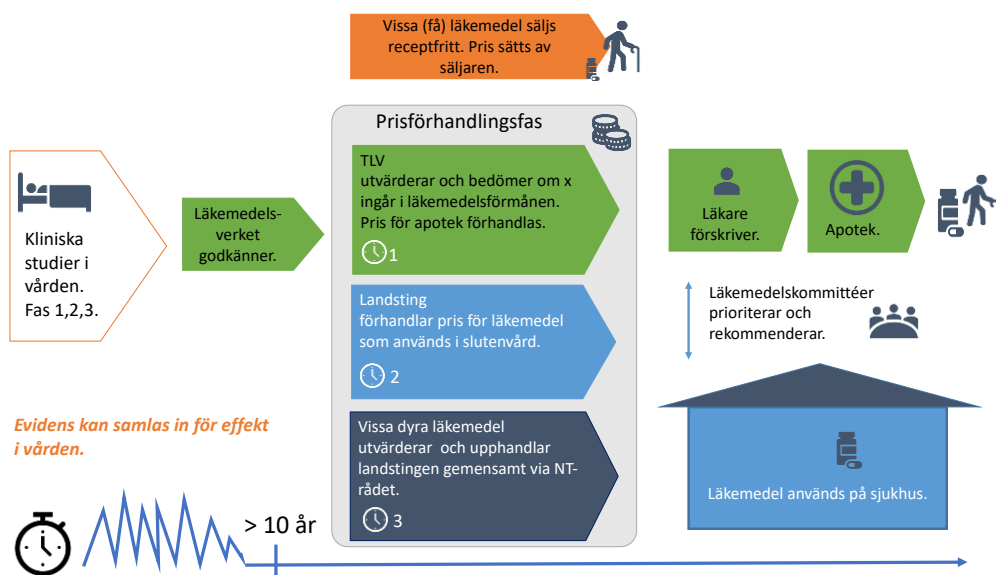 Vissa (få) läkemedel säljs
receptfritt. Pris sätts av
säljaren.
Prisförhandlingsfas
Kliniska
studier i
vården.
Fas 1,2,3.
Läkemedels-
verket
godkänner.
TLV
utvärderar och bedömer om x
ingår i läkemedelsförmånen.
Pris för apotek förhandlas.
1
Landsting
förhandlar pris för läkemedel
som används i slutenvård.
2
Vissa dyra läkemedel
utvärderar och upphandlar
landstingen gemensamt via NT-
rådet.
3
Läkare
förskriver.
Apotek.
Läkemedelskommittéer
prioriterar och
rekommenderar.
Läkemedel används på sjukhus.
Evidens kan samlas in för effekt
i vården.
> 10 år